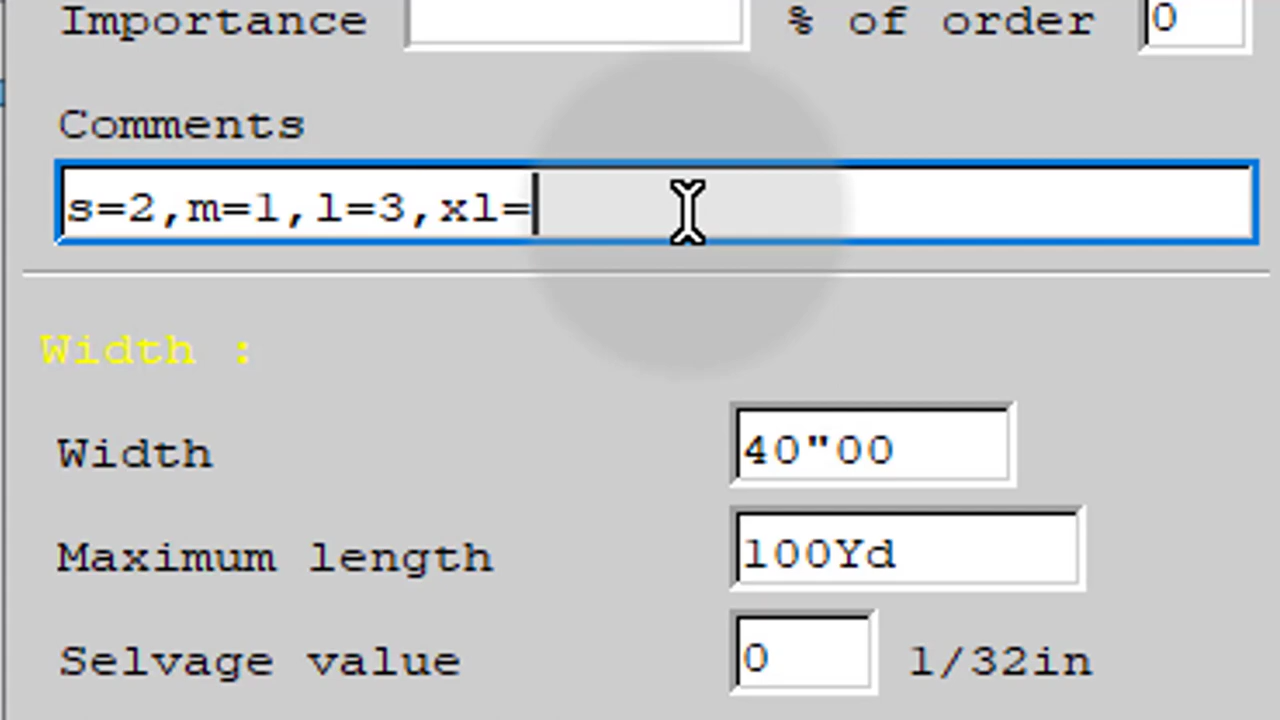 Importance % of order 0
Comments
s=2,m=1,l=3,xl=
Width :
Width 40"00
Maximum length 100Yd
Selvage value 0 1/32in